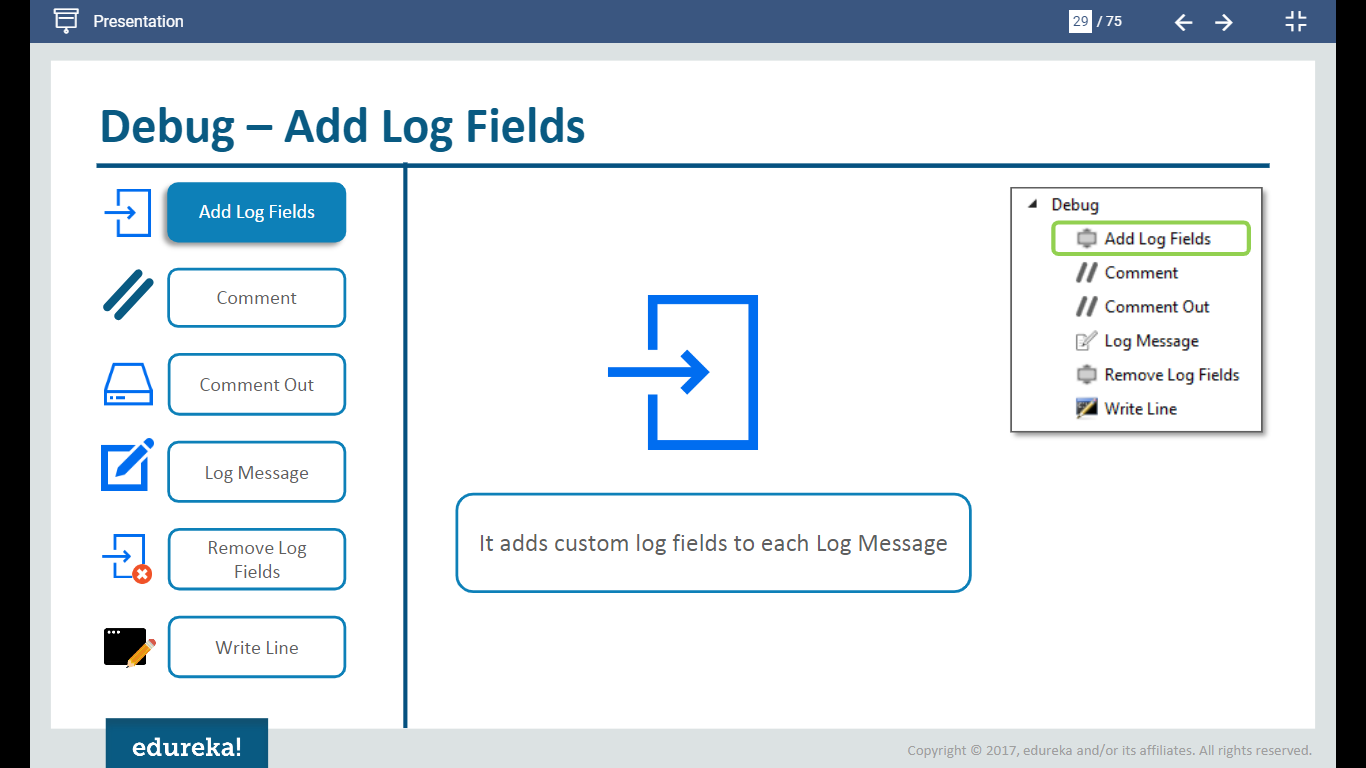 Presentation
29 / 75
Debug – Add Log Fields
Add Log Fields
Comment
Comment Out
Log Message
Remove Log
Fields
Write Line
It adds custom log fields to each Log Message
Debug
Add Log Fields
Comment
Comment Out
Log Message
Remove Log Fields
Write Line
edureka!
Copyright © 2017, edureka and/or its affiliates. All rights reserved.